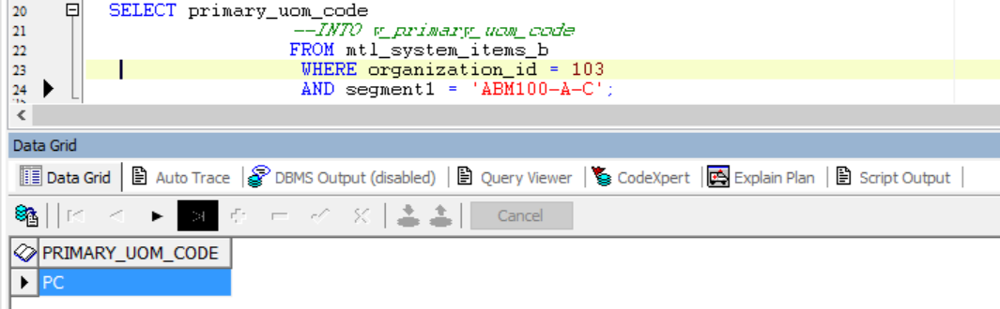 20 SELECT primary_uom_code
21 --INTO v_primary_uom_code
22 FROM mtl_system_items_b
23 WHERE organization_id = 103
24 AND segment1 = 'ABM100-A-C';
Data Grid
Data Grid Auto Trace DBMS Output (disabled) Query Viewer CodeXpert Explain Plan Script Output
Cancel
PRIMARY_UOM_CODE
PC